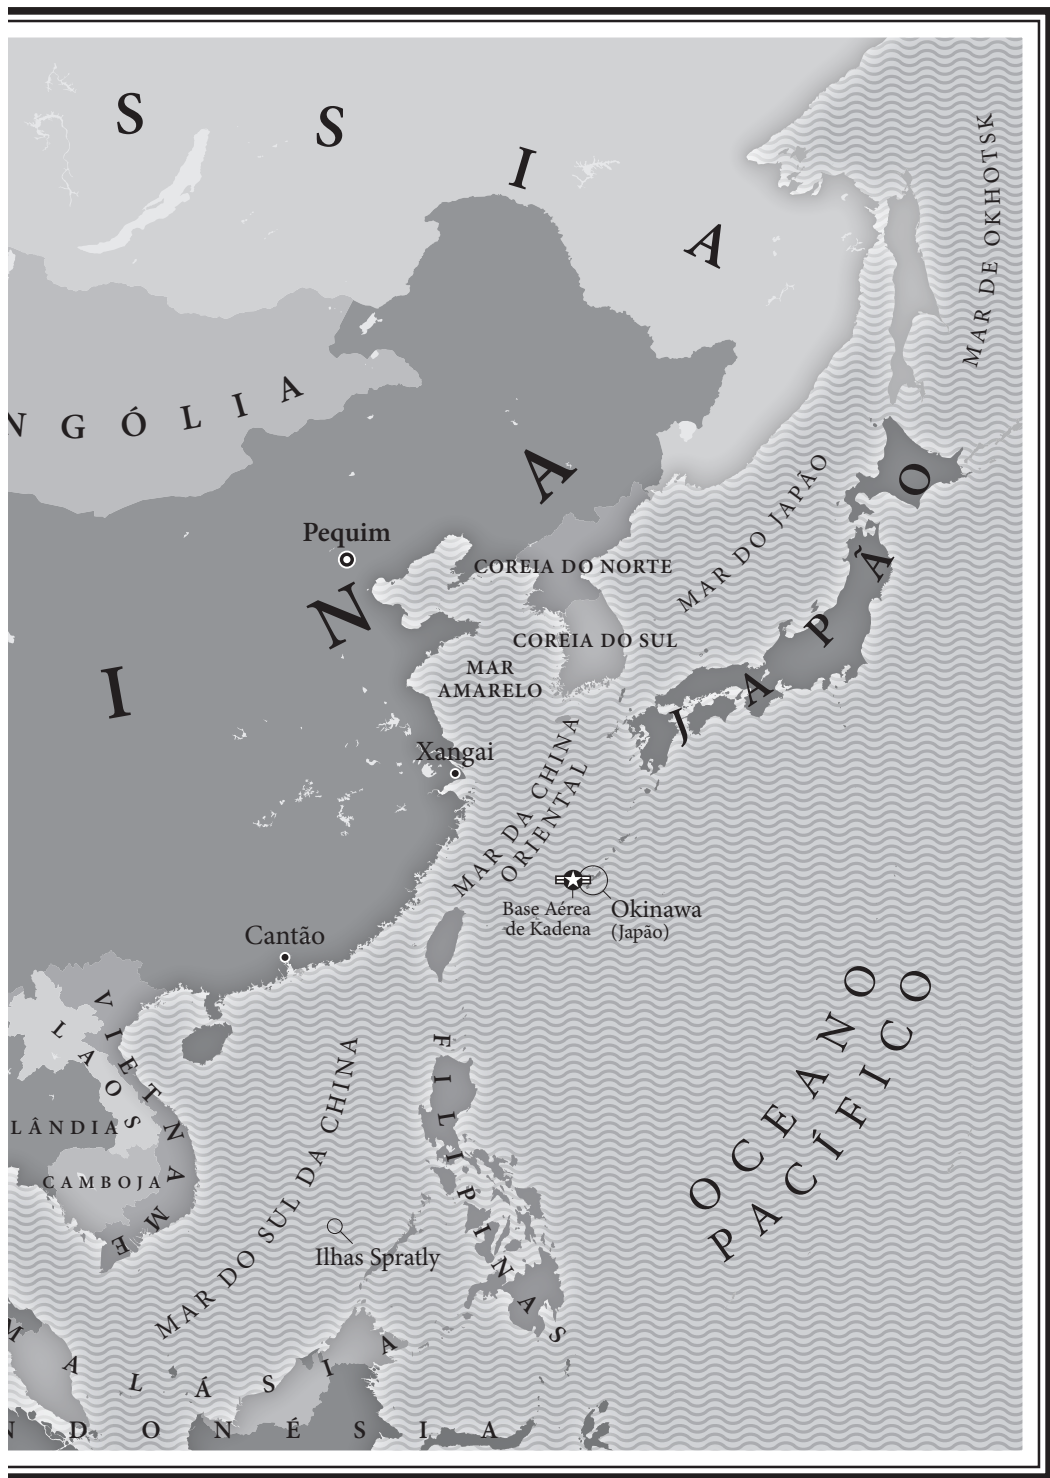 S S I A
MAR DE OKHOTSK
NGÓLIA
INA
Pequim
COREIA DO NORTE
MAR DO JAPÃO
JAPÃO
COREIA DO SUL
MAR
AMARELO
Xangai
MAR DA CHINA
ORIENTAL
Base Aérea
de Kadena
Okinawa
(Japão)
Cantão
OCEANO
PACÍFICO
VIETNAME
LAOS
LÂNDIA
CAMBOJA
MAR DO SUL DA CHINA
FILIPINAS
Ilhas Spratly
MALÁSIA
NDONÉSIA